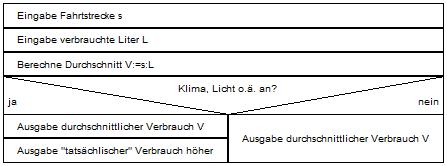 Eingabe Fahrtstrecke s
Eingabe verbrauchte Liter L
Berechne Durchschnitt V:=s:L
Klima, Licht o.ä. an?
ja
nein
Ausgabe durchschnittlicher Verbrauch V
Ausgabe "tatsächlischer" Verbrauch höher
Ausgabe durchschnittlicher Verbrauch V